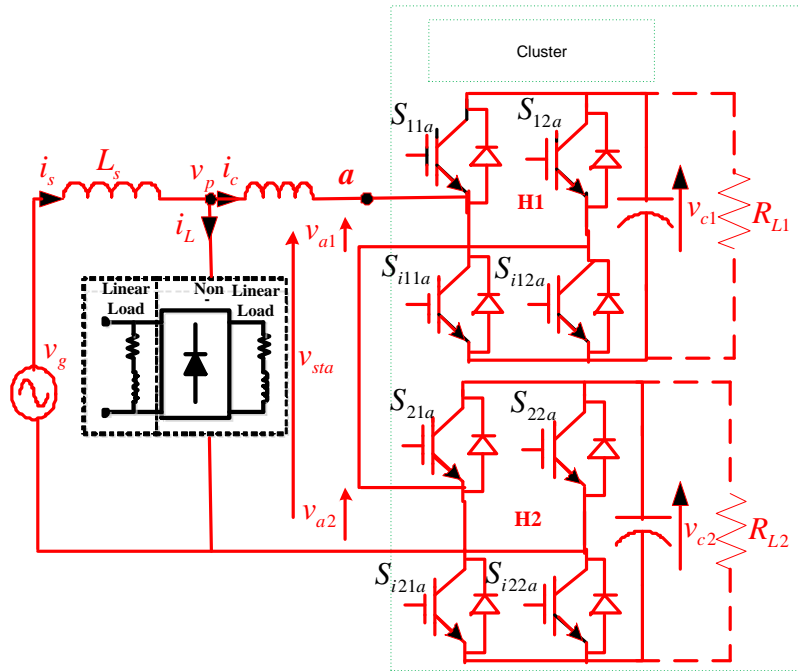 Cluster
S11a
S12a
is
Ls
vp
ic
a
H1
vc1
RL1
iL
va1
Si11a
Si12a
Linear
Load
Non
-
Linear
Load
vg
vsta
S21a
S22a
va2
H2
vc2
RL2
Si21a
Si22a